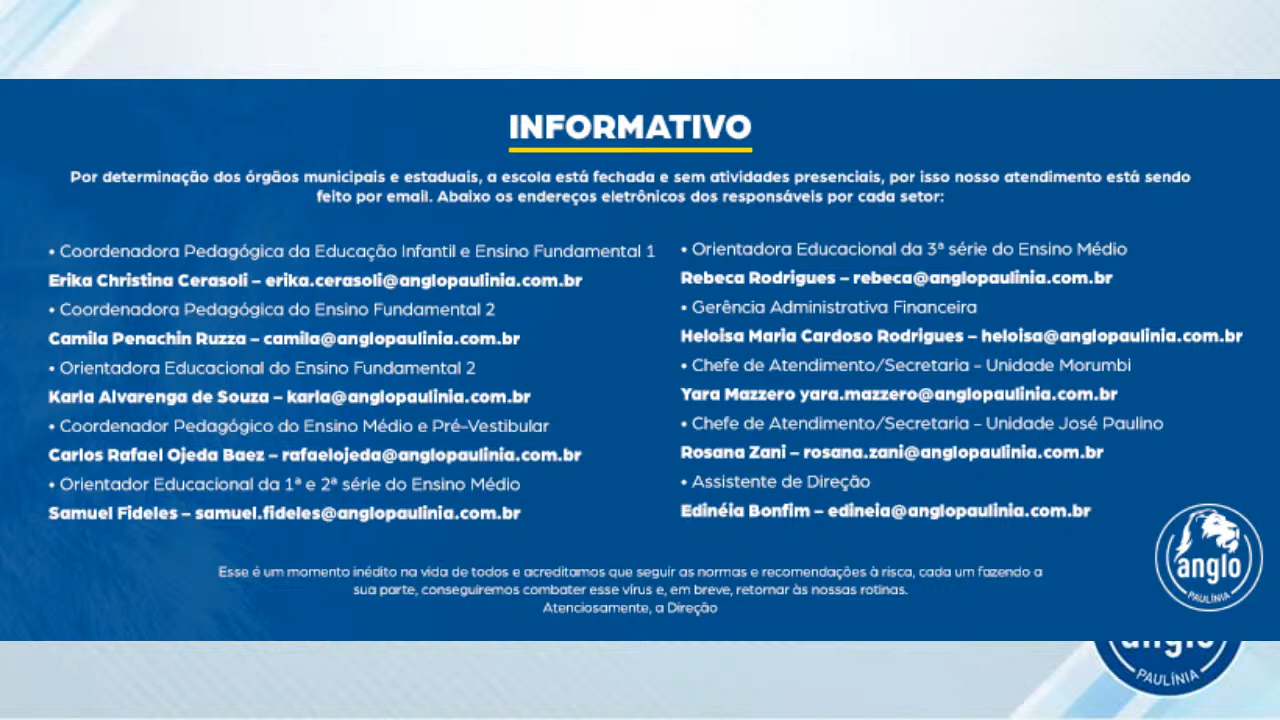 INFORMATIVO
Por determinação dos órgãos municipais e estaduais, a escola está fechada e sem atividades presenciais, por isso nosso atendimento está sendo
feito por email. Abaixo os endereços eletrônicos dos responsáveis por cada setor:
• Coordenadora Pedagógica da Educação Infantil e Ensino Fundamental 1
Erika Christina Cerasoli – erika.cerasoli@anglopaulinia.com.br
• Coordenadora Pedagógica do Ensino Fundamental 2
Camila Penachin Ruzza – camila@anglopaulinia.com.br
• Orientadora Educacional do Ensino Fundamental 2
Karla Alvarenga de Souza – karla@anglopaulinia.com.br
• Coordenador Pedagógico do Ensino Médio e Pré-Vestibular
Carlos Rafael Ojeda Baez – rafaelojeda@anglopaulinia.com.br
• Orientador Educacional da 1ª e 2ª série do Ensino Médio
Samuel Fideles – samuel.fideles@anglopaulinia.com.br
• Orientadora Educacional da 3ª série do Ensino Médio
Rebeca Rodrigues – rebeca@anglopaulinia.com.br
• Gerência Administrativa Financeira
Heloisa Maria Cardoso Rodrigues – heloisa@anglopaulinia.com.br
• Chefe de Atendimento/Secretaria - Unidade Morumbi
Yara Mazzero yara.mazzero@anglopaulinia.com.br
• Chefe de Atendimento/Secretaria - Unidade José Paulino
Rosana Zani – rosana.zani@anglopaulinia.com.br
• Assistente de Direção
Edinéia Bonfim – edineia@anglopaulinia.com.br
Esse é um momento inédito na vida de todos e acreditamos que seguir as normas e recomendações à risca, cada um fazendo a
sua parte, conseguiremos combater esse vírus e, em breve, retornar às nossas rotinas.
Atenciosamente, a Direção
anglo
PAULÍNIA
anglo
PAULÍNIA